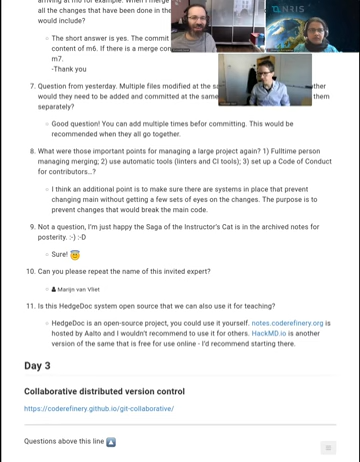 all the changes that have been done in the
would include?
The short answer is yes. The commit
content of m6. If there is a merge con
m7.
-Thank you
7. Question from yesterday. Multiple files modified at the sa
ther
would they need to be added and committed at the same
them
separately?
Good question! You can add multiple times befor committing. This would be
recommended when they all go together.
8. What were those important points for managing a large project again? 1) Fulltime person
managing merging; 2) use automatic tools (linters and CI tools); 3) set up a Code of Conduct
for contributors...?
I think an additional point is to make sure there are systems in place that prevent
changing main without getting a few sets of eyes on the changes. The purpose is to
prevent changes that would break the main code.
9. Not a question, I'm just happy the Saga of the Instructor's Cat is in the archived notes for
posterity. :-) :-D
Sure! 😇
10. Can you please repeat the name of this invited expert?
Marijn van Vliet
11. Is this HedgeDoc system open source that we can also use it for teaching?
HedgeDoc is an open-source project, you could use it yourself. notes.coderefinery.org is
hosted by Aalto and I wouldn't recommend to use it for others. HackMD.io is another
version of the same that is free for use online - I'd recommend starting there.
Day 3
Collaborative distributed version control
https://coderefinery.github.io/git-collaborative/
Questions above this line